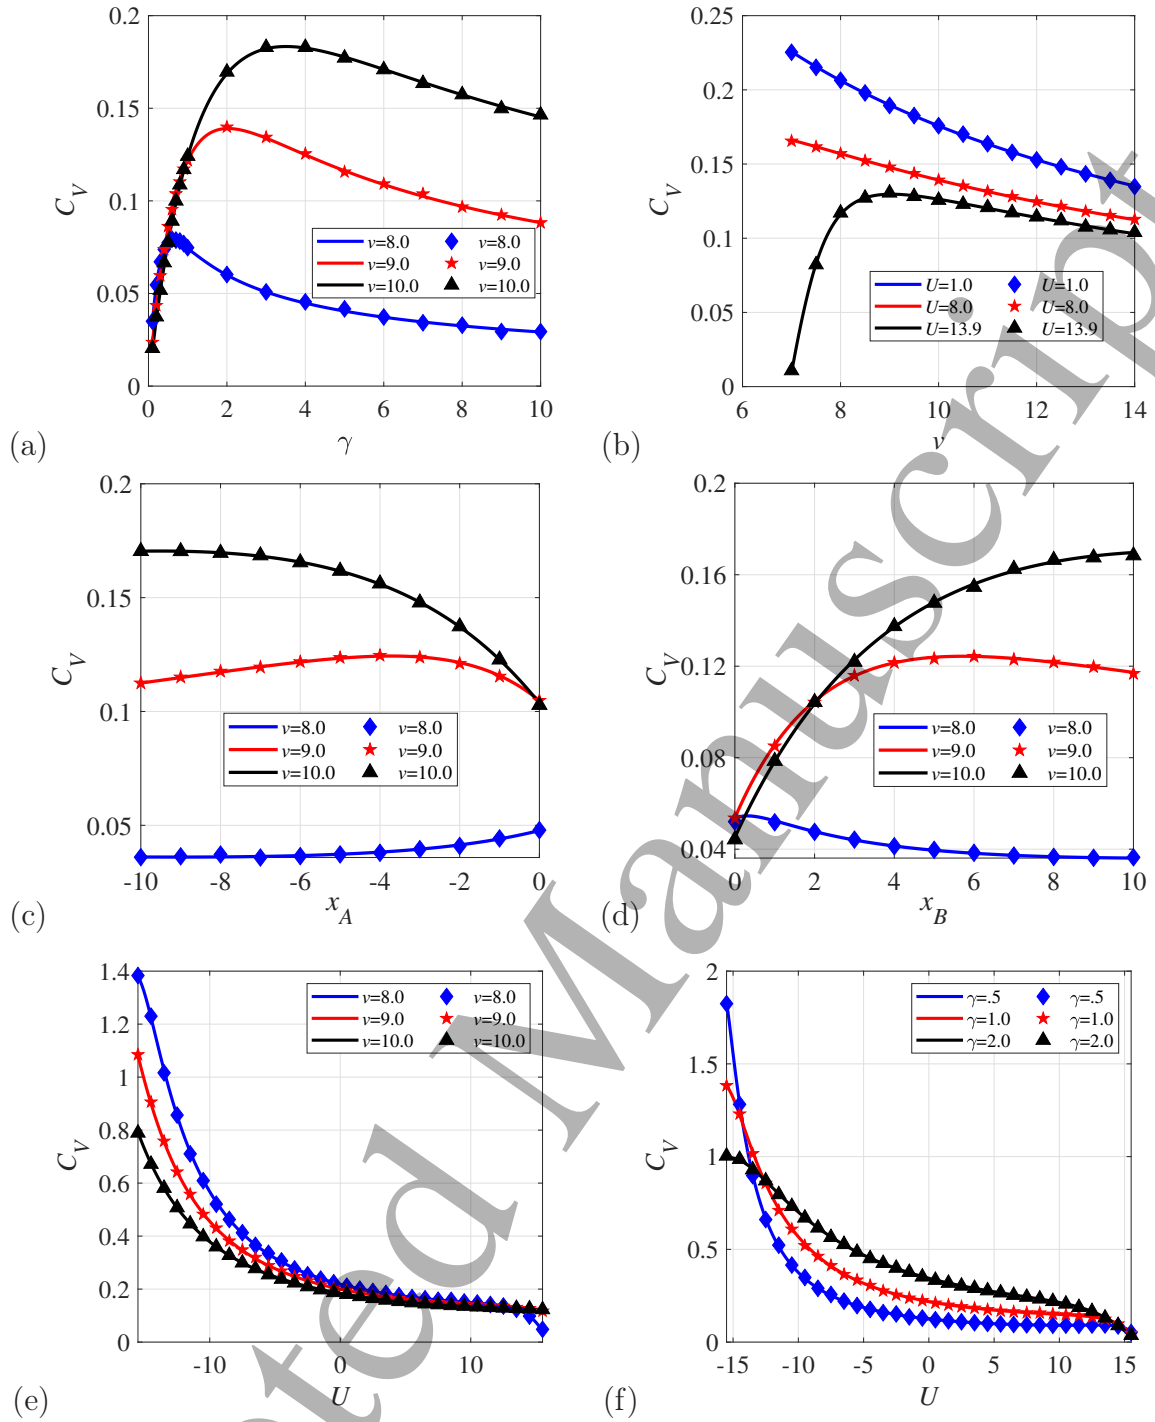 0.2
0.15
0.1
0.05
0
C_V
0 2 4 6 8 10
γ
v=8.0 v=8.0
v=9.0 v=9.0
v=10.0 v=10.0
(a)
0.25
0.2
0.15
0.1
0.05
0
C_V
6 8 10 12 14
v
U=1.0 U=1.0
U=8.0 U=8.0
U=13.9 U=13.9
(b)
0.2
0.15
0.1
0.05
C_V
-10 -8 -6 -4 -2 0
x_A
v=8.0 v=8.0
v=9.0 v=9.0
v=10.0 v=10.0
(c)
0.2
0.16
0.12
0.08
0.04
C_V
0 2 4 6 8 10
x_B
v=8.0 v=8.0
v=9.0 v=9.0
v=10.0 v=10.0
(d)
1.4
1.2
1
0.8
0.6
0.4
0.2
0
C_V
-10 0 10
U
v=8.0 v=8.0
v=9.0 v=9.0
v=10.0 v=10.0
(e)
2
1.5
1
0.5
0
C_V
-15 -10 -5 0 5 10 15
U
γ=.5 γ=.5
γ=1.0 γ=1.0
γ=2.0 γ=2.0
(f)
ted Manuscript